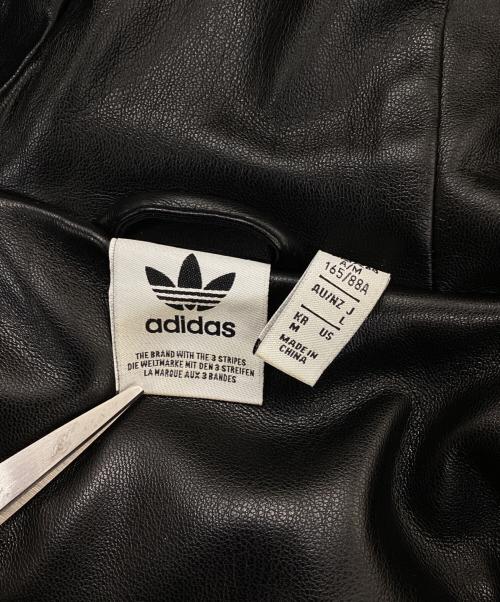 adidas
THE BRAND WITH THE 3 STRIPES
DIE WELTMARKE MIT DEN 3 STREIFEN
LA MARQUE AUX 3 BANDES
A/M
165/88A
AU/NZ J
L
KR US
M
MADE IN
CHINA